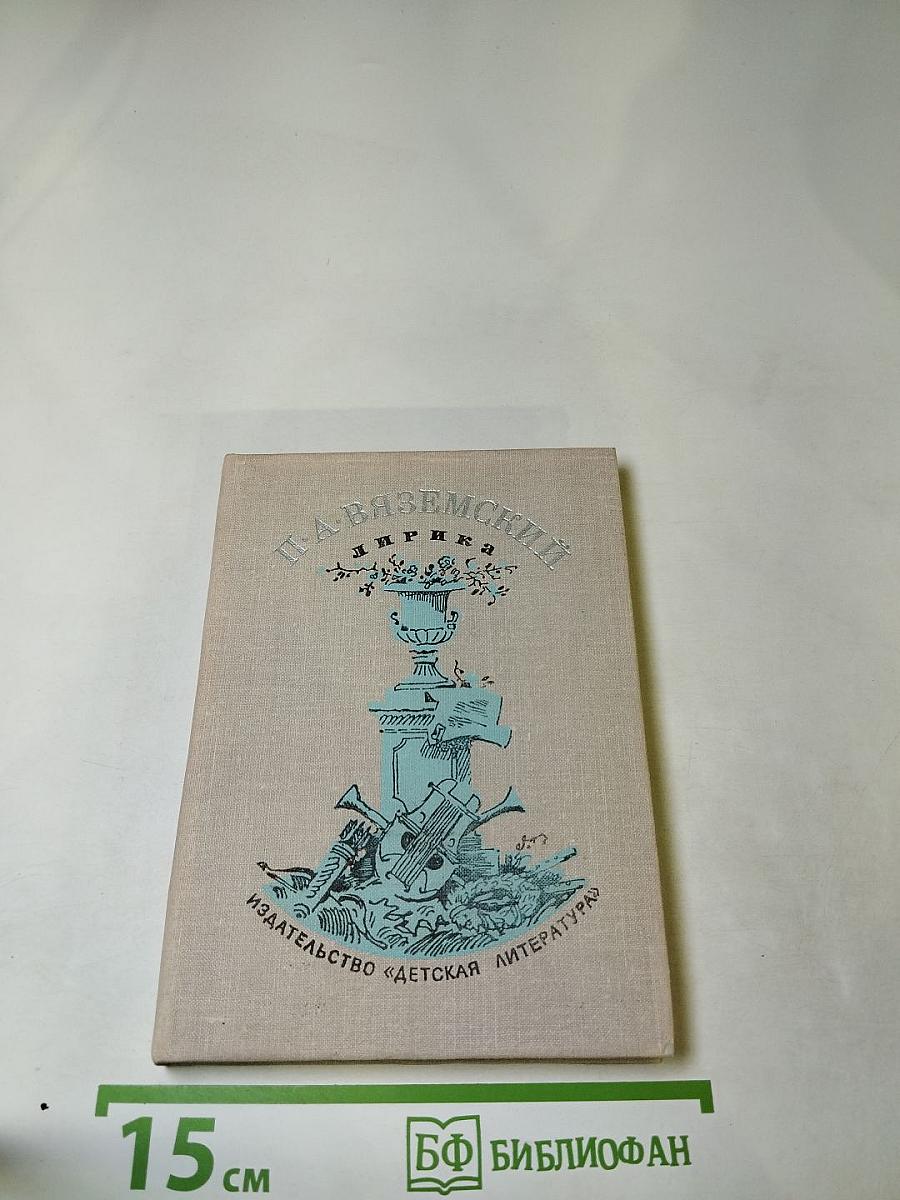 П·А·ВЯЗЕМСКИЙ
лирика
ИЗДАТЕЛЬСТВО «ДЕТСКАЯ ЛИТЕРАТУРА»
15 см
БФ БИБЛИОФАН